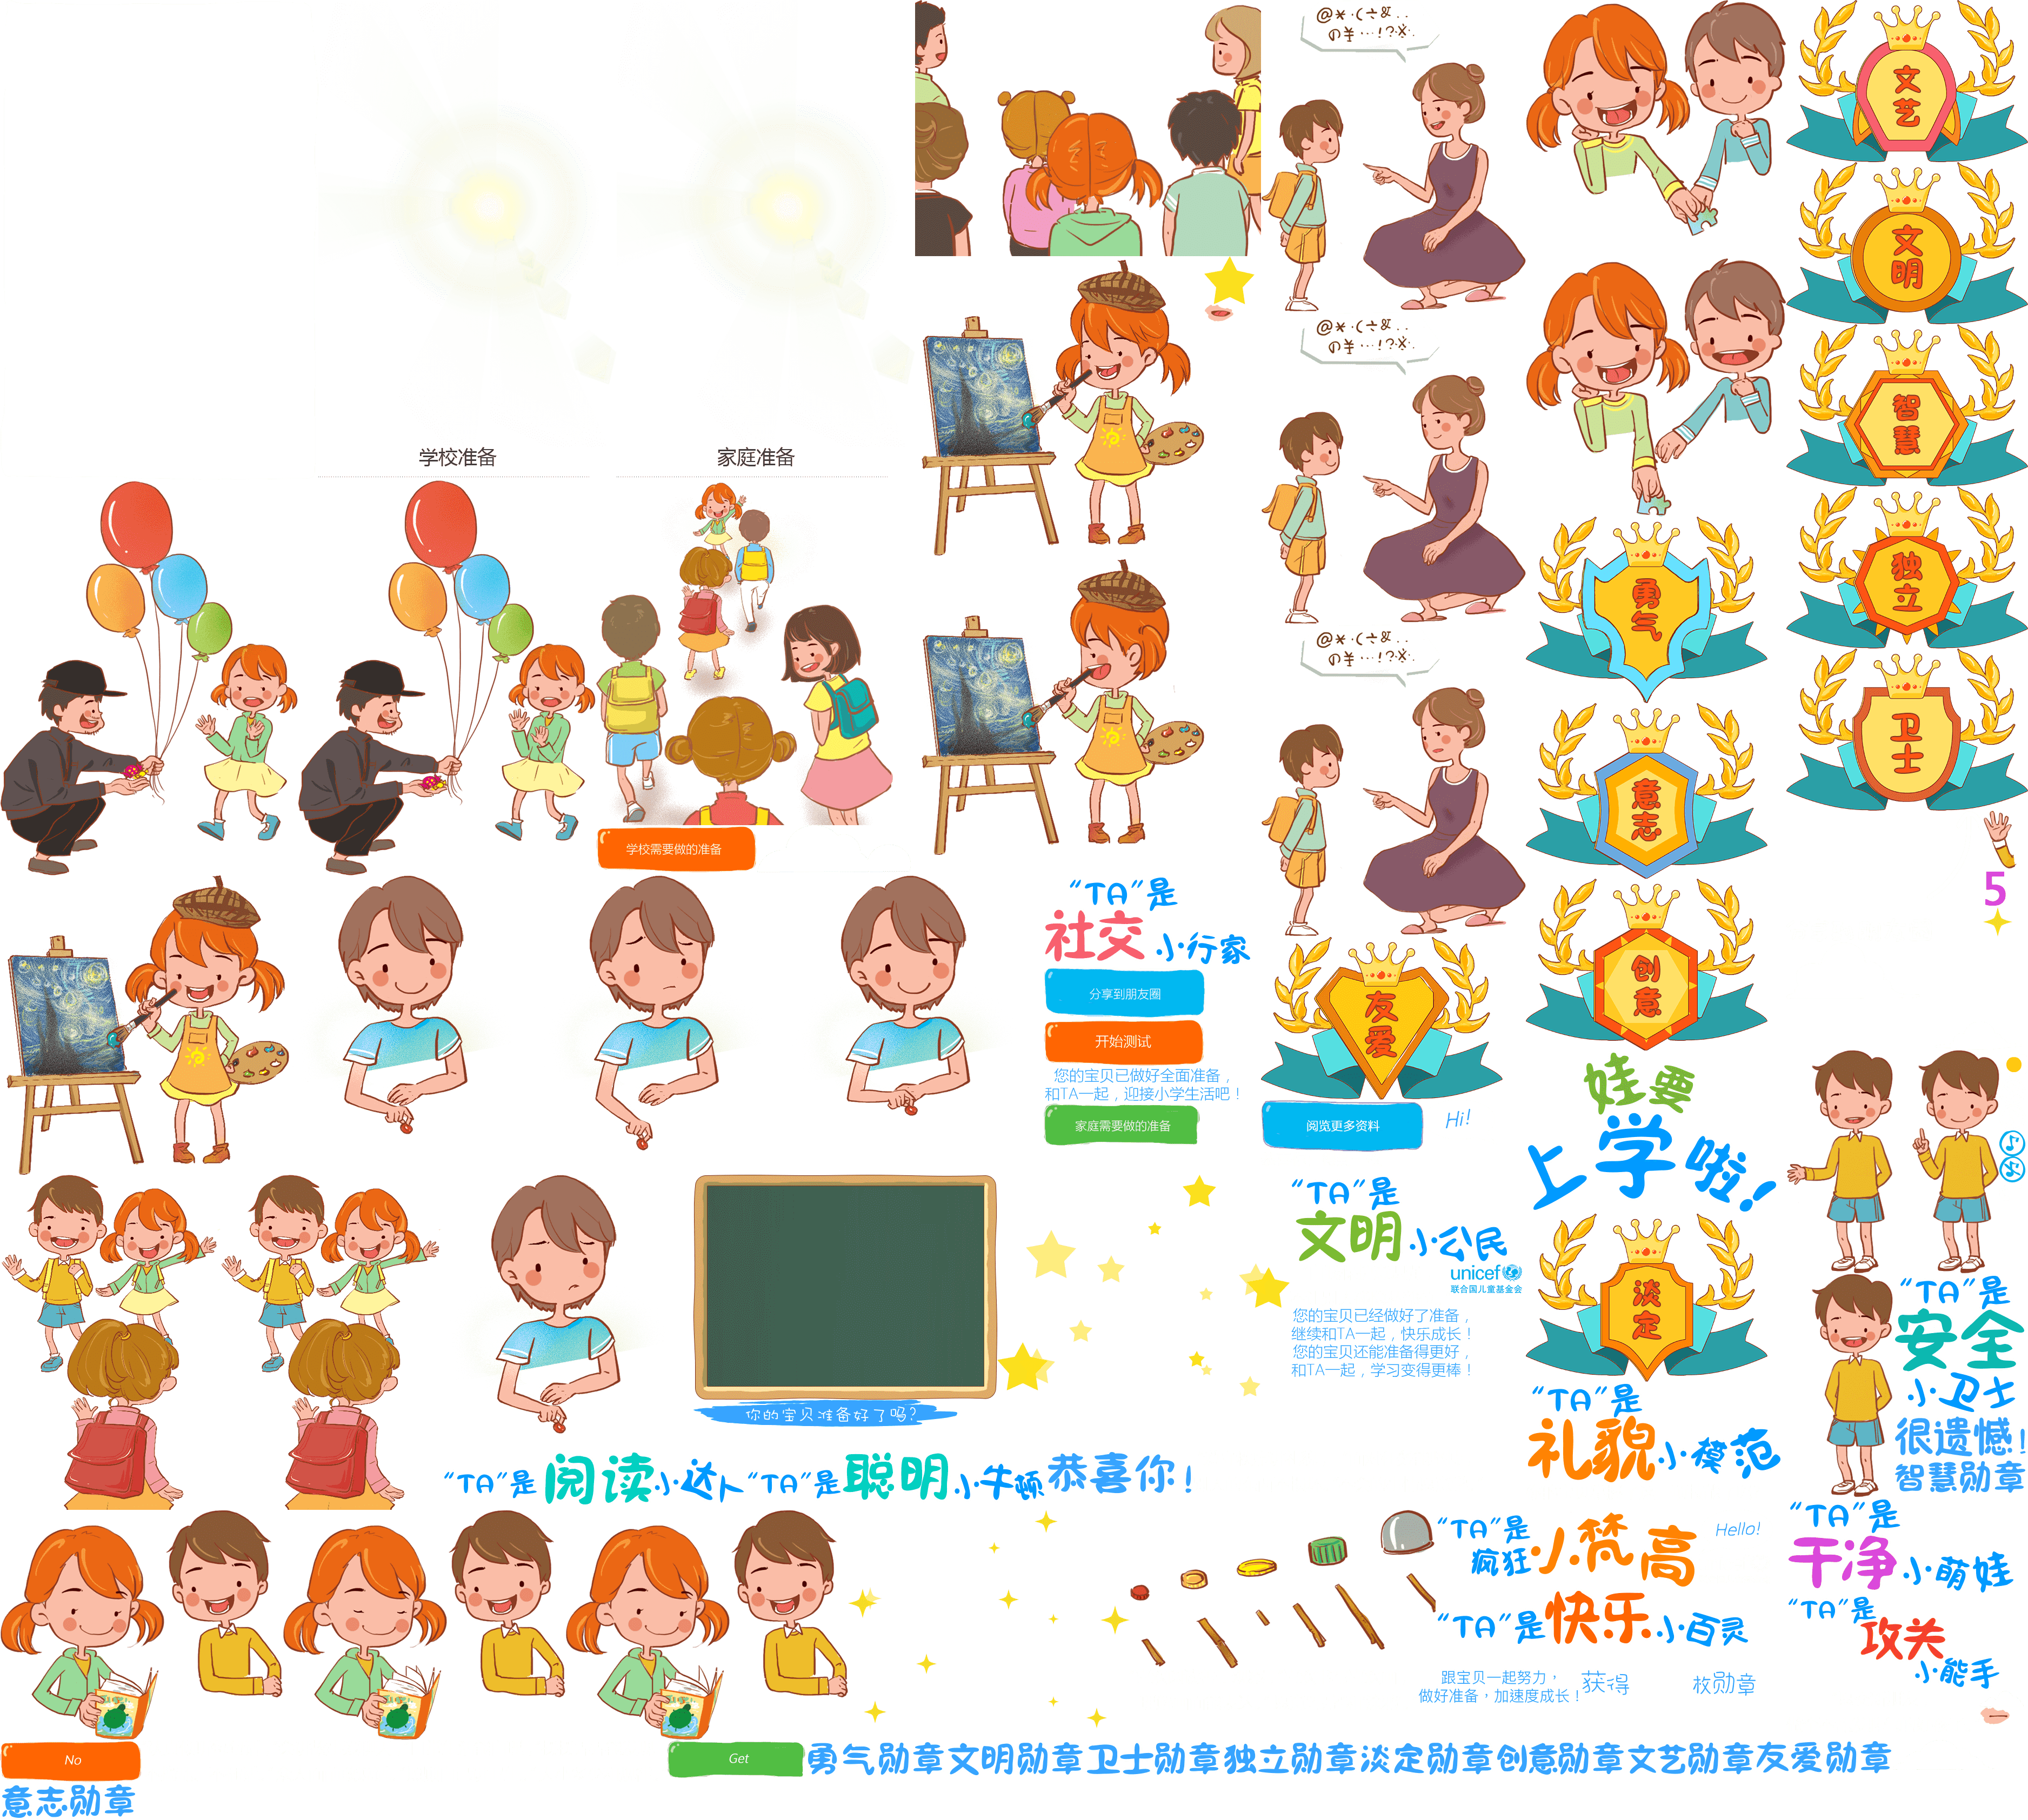 @*·(÷&..
の¥…!?·※·
文艺
文明
@*·(÷&..
の¥…!?·※·
智慧
学校准备
家庭准备
独立
勇气
@*·(÷&..
の¥…!?·※·
卫士
意志
学校需要做的准备
5
“TA”是
社交 小行家
分享到朋友圈
开始测试
您的宝贝已做好全面准备，
和TA一起，迎接小学生活吧！
家庭需要做的准备
友爱
创意
阅览更多资料
Hi!
娃要
上学啦!
“TA”是
文明 小公民
unicef
联合国儿童基金会
您的宝贝已经做好了准备，
继续和TA一起，快乐成长！
您的宝贝还能准备得更好，
和TA一起，学习变得更棒！
淡定
“TA”是
安全
小卫士
很遗憾!
智慧勋章
“TA”是
礼貌小模范
你的宝贝准备好了吗?
“TA”是 阅读小达人
“TA”是 聪明 小牛顿
恭喜你!
“TA”是
疯狂 小梵高
Hello!
“TA”是
干净 小萌娃
“TA”是快乐小百灵
“TA”是
攻关
小能手
跟宝贝一起努力，
做好准备，加速度成长！
获得 枚勋章
No
Get
勇气勋章文明勋章卫士勋章独立勋章淡定勋章创意勋章文艺勋章友爱勋章
意志勋章